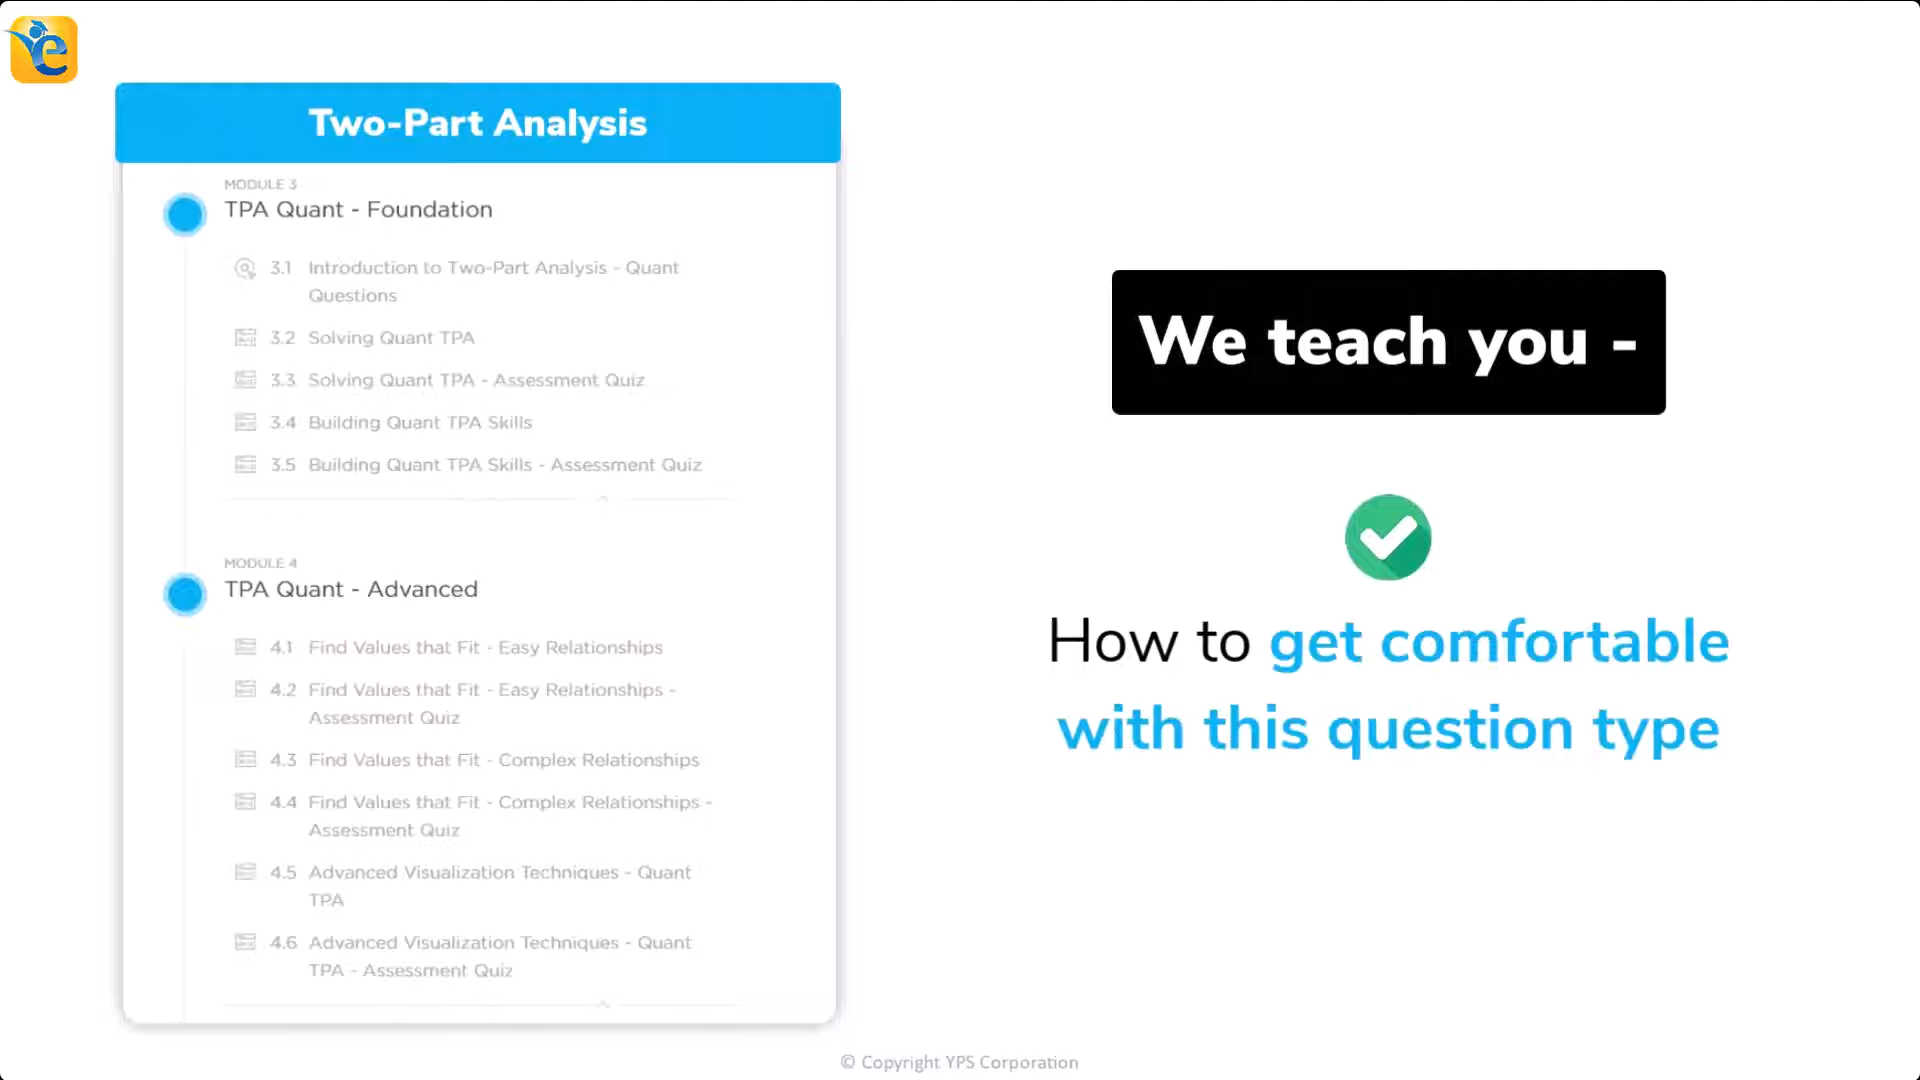 e
Two-Part Analysis
MODULE 3
TPA Quant - Foundation
3.1 Introduction to Two-Part Analysis - Quant
Questions
3.2 Solving Quant TPA
3.3 Solving Quant TPA - Assessment Quiz
3.4 Building Quant TPA Skills
3.5 Building Quant TPA Skills - Assessment Quiz
MODULE 4
TPA Quant - Advanced
4.1 Find Values that Fit - Easy Relationships
4.2 Find Values that Fit - Easy Relationships -
Assessment Quiz
4.3 Find Values that Fit - Complex Relationships
4.4 Find Values that Fit - Complex Relationships -
Assessment Quiz
4.5 Advanced Visualization Techniques - Quant
TPA
4.6 Advanced Visualization Techniques - Quant
TPA - Assessment Quiz
We teach you -
How to get comfortable
with this question type
© Copyright YPS Corporation